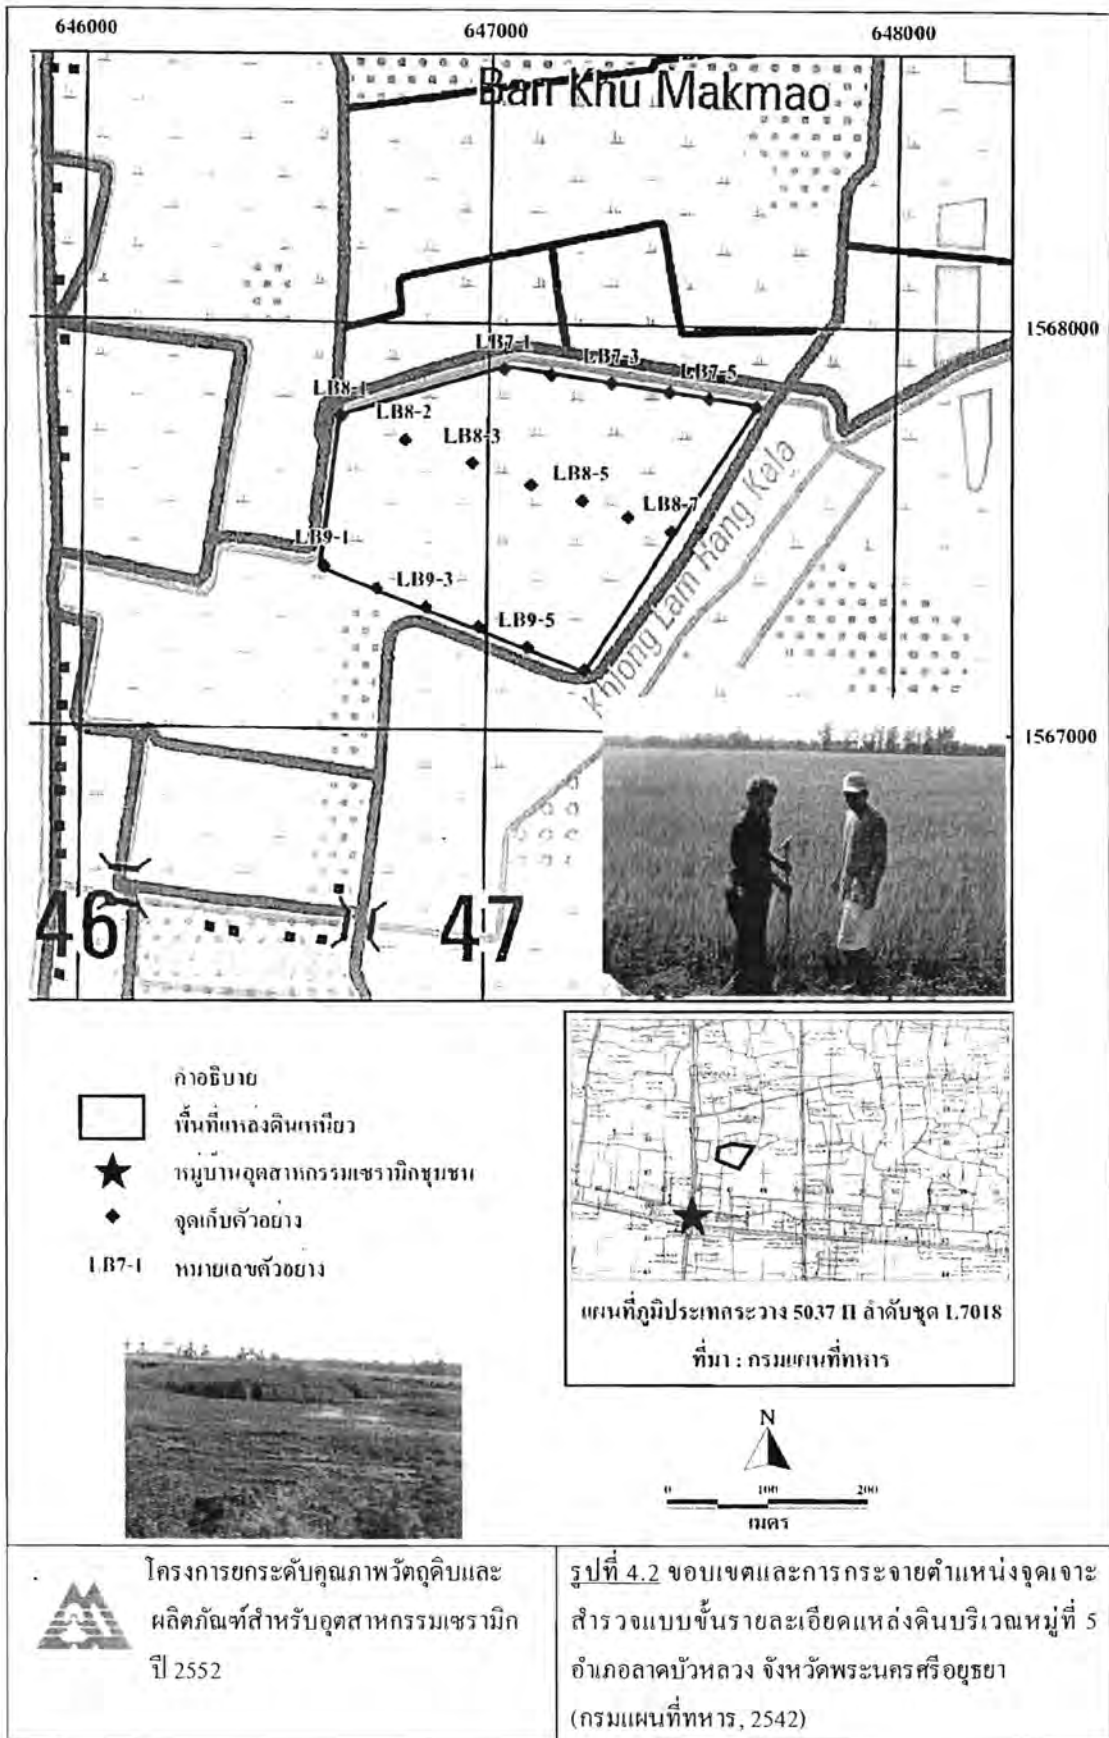 646000 647000 648000
Ban Khu Makmao
1568000
LB7-1
LB7-3
LB7-5
LB8-1
LB8-2
LB8-3
LB8-5
LB8-7
LB9-1
LB9-3
LB9-5
Khlong Lam Rang Kala
1567000
46 47
คำอธิบาย
พื้นที่แหล่งดินเหนียว
หมู่บ้านอุตสาหกรรมเซรามิกชุมชน
จุดเก็บตัวอย่าง
LB7-1 หมายเลขตัวอย่าง
แผนที่ภูมิประเทศระวาง 5037 II ลำดับชุด L7018
ที่มา : กรมแผนที่ทหาร
N
0 100 200
เมตร
โครงการยกระดับคุณภาพวัตถุดิบและ
ผลิตภัณฑ์สำหรับอุตสาหกรรมเซรามิก
ปี 2552
รูปที่ 4.2 ขอบเขตและการกระจายตำแหน่งจุดเจาะ
สำรวจแบบขั้นรายละเอียดแหล่งดินบริเวณหมู่ที่ 5
อำเภอลาดบัวหลวง จังหวัดพระนครศรีอยุธยา
(กรมแผนที่ทหาร, 2542)